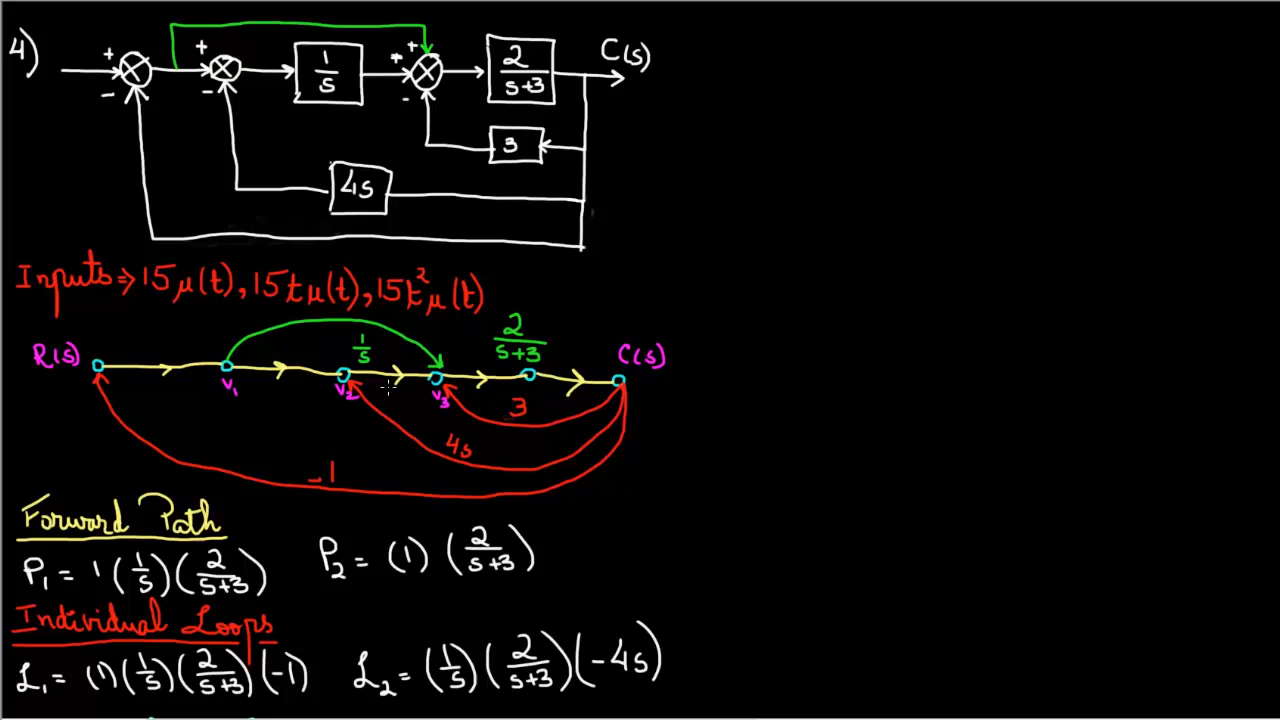 4)
+ + + + C(s)
1/s 2/(s+3)
- - -
3
4s
Inputs ⇒ 15μ(t), 15tμ(t), 15t²μ(t)
R(s) 1/s 2/(s+3) C(s)
V₁ V₂ V₃ 3
4s
-1
Forward Path
P₁ = 1 (1/s)(2/(s+3)) P₂ = (1) (2/(s+3))
Individual Loops
L₁ = (1)(1/s)(2/(s+3))(-1) L₂ = (1/s)(2/(s+3))(-4s)